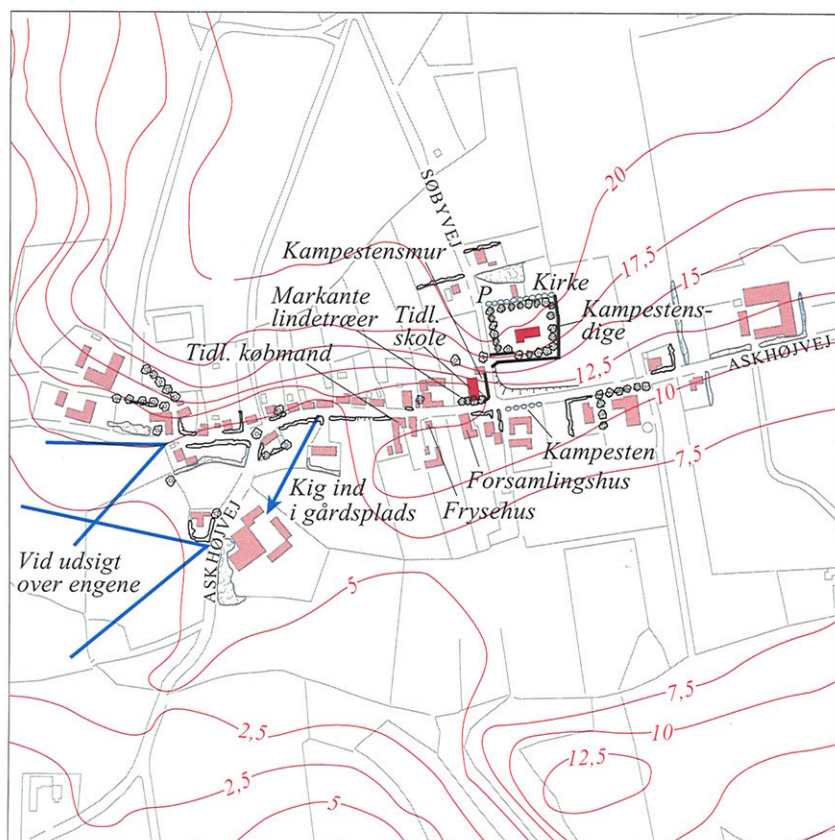 SØBYVEJ
20
Kampestensmur
Kirke
P
17,5
15
Markante
lindetræer
Tidl.
skole
Kampestens-
dige
Tidl. købmand
12,5
ASKHØJVEJ
10
7,5
Kampesten
Forsamlingshus
Frysehus
Kig ind
i gårdsplads
Vid udsigt
over engene
ASKHØJVEJ
5
7,5
2,5
10
12,5
2,5
5